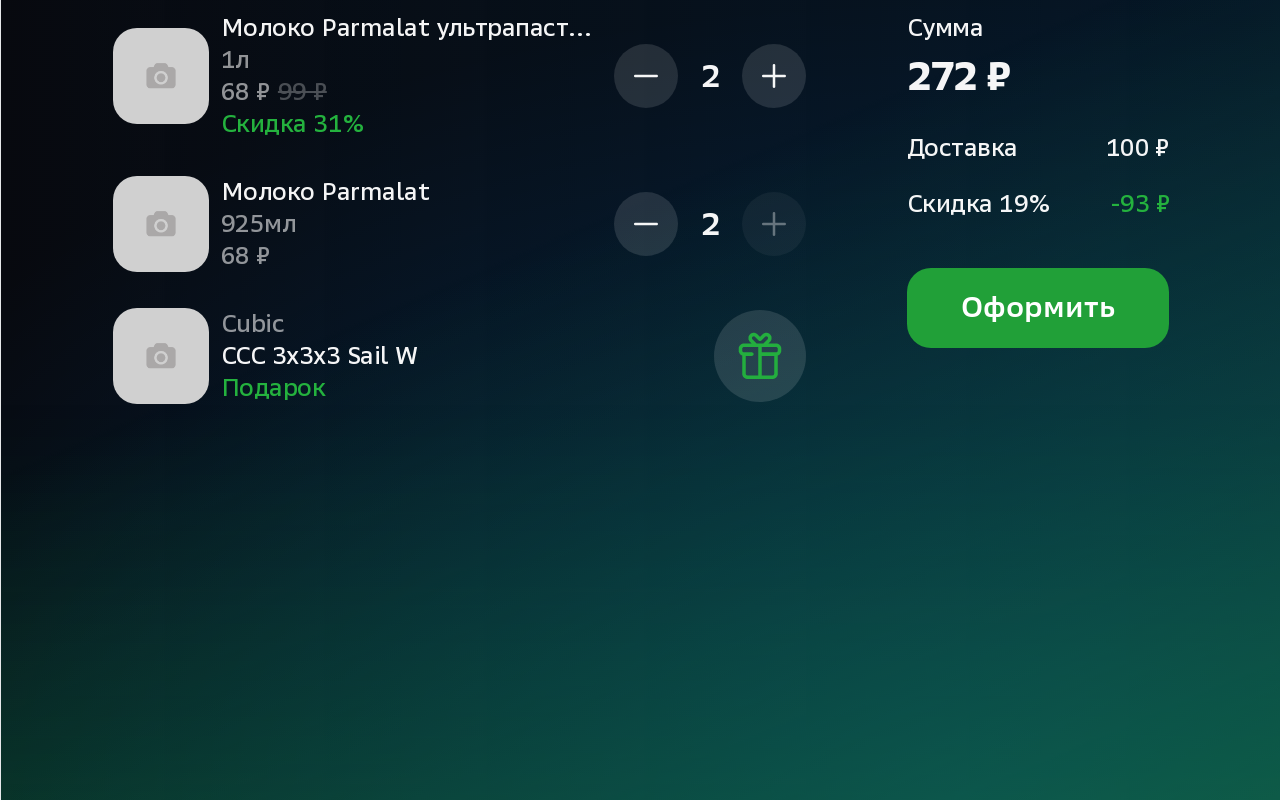 Молоко Parmalat ультрапаст...
1л
68 ₽ 99 ₽
Скидка 31%
2
Молоко Parmalat
925мл
68 ₽
2
Cubic
CCC 3x3x3 Sail W
Подарок
Сумма
272 ₽
Доставка 100 ₽
Скидка 19% -93 ₽
Оформить